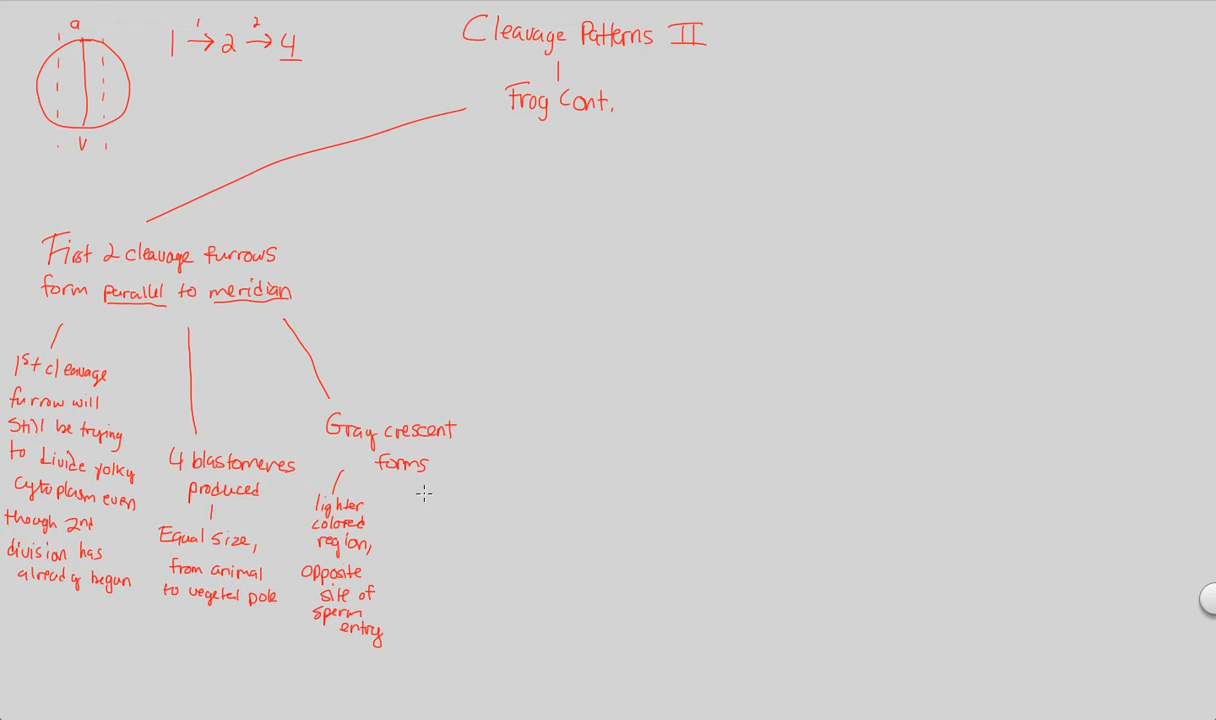 a
1 1→ 2 2→ 4
V
Cleavage Patterns II
Frog Cont.
First 2 cleavage furrows
form parallel to meridian
1st cleavage
furrow will
still be trying
to divide yolky
cytoplasm even
though 2nd
division has
already begun
4 blastomeres
produced
Equal size,
from animal
to vegetal pole
Gray crescent
forms
lighter
colored
region,
opposite
site of
sperm
entry